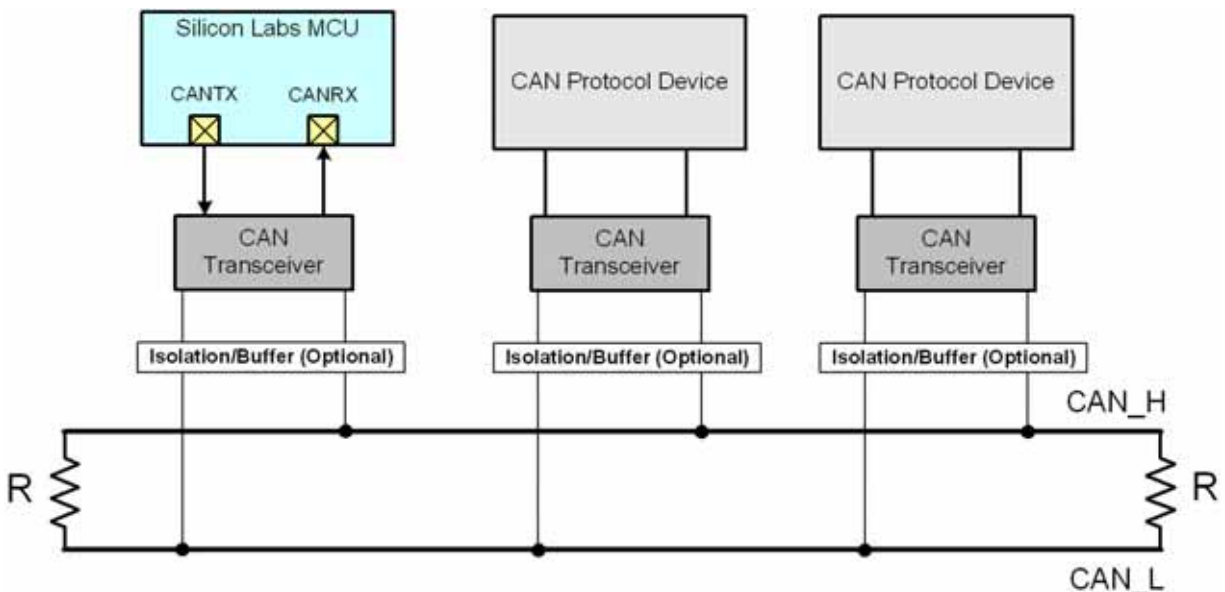 Silicon Labs MCU
CANTX
CANRX
CAN Protocol Device
CAN Protocol Device
CAN
Transceiver
CAN
Transceiver
CAN
Transceiver
Isolation/Buffer (Optional)
Isolation/Buffer (Optional)
Isolation/Buffer (Optional)
CAN_H
R
R
CAN_L